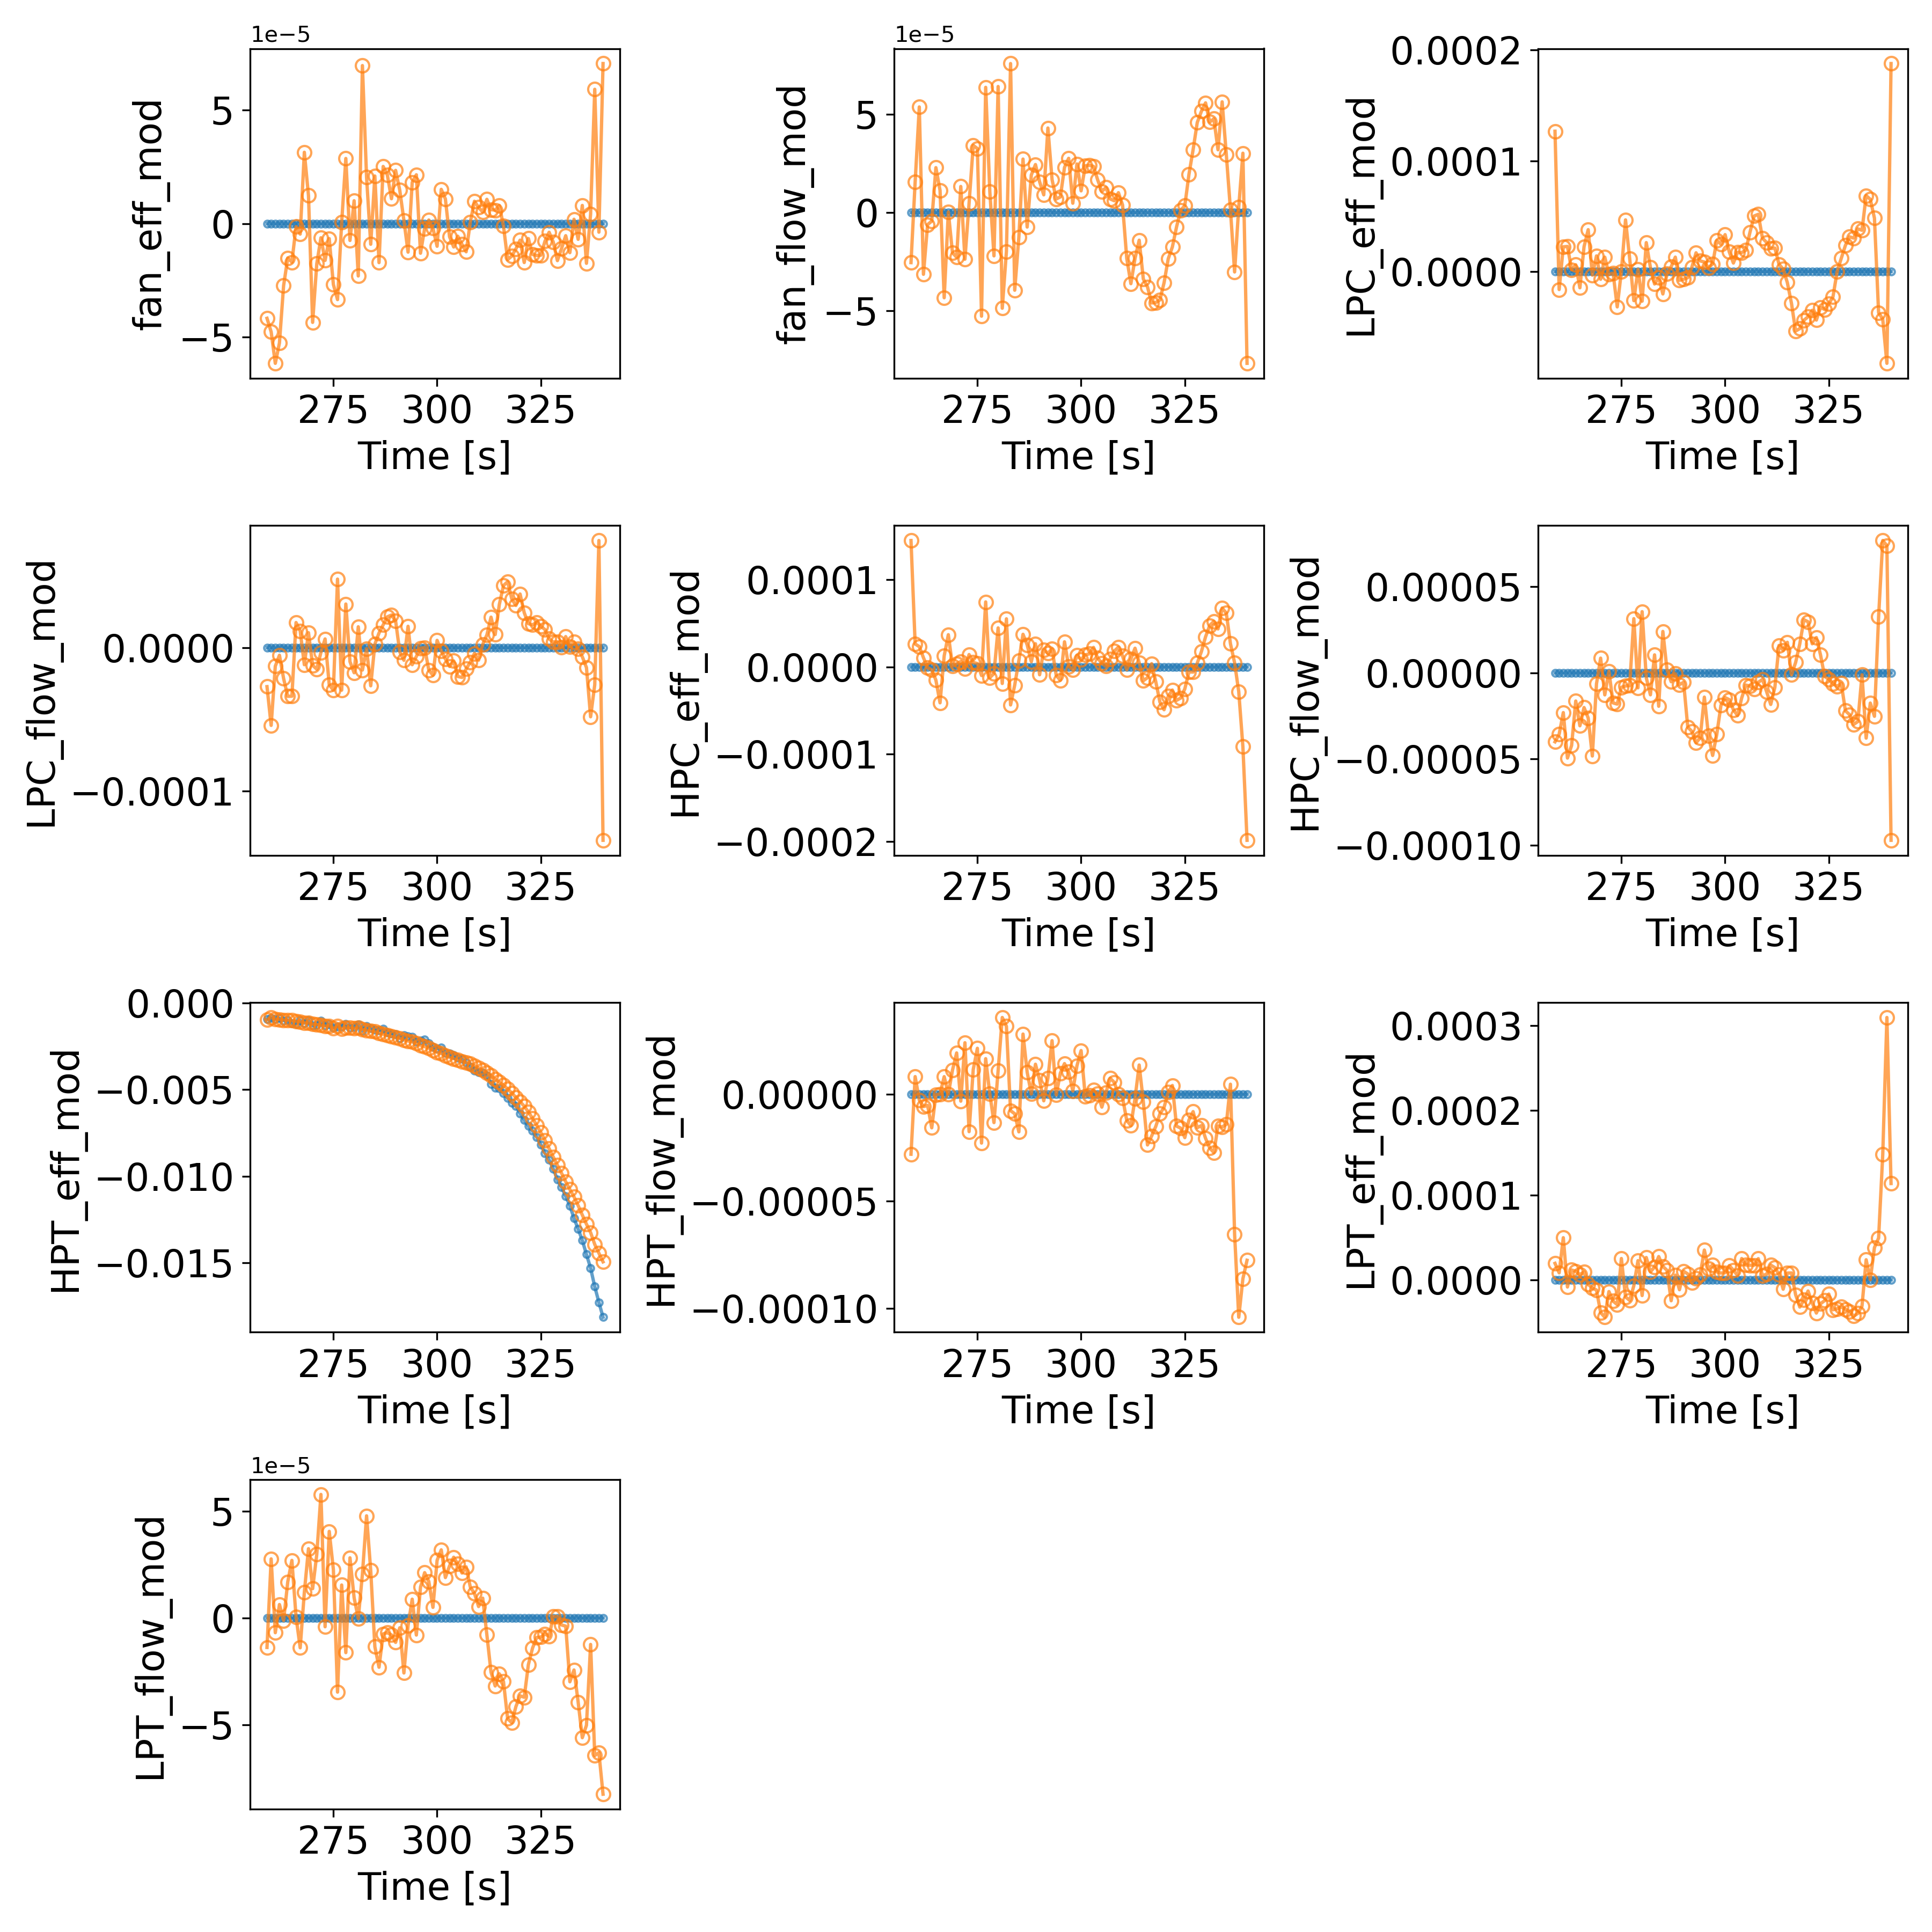 1e−5
fan_eff_mod
5
0
−5
275 300 325
Time [s]
1e−5
fan_flow_mod
5
0
−5
275 300 325
Time [s]
LPC_eff_mod
0.0002
0.0001
0.0000
275 300 325
Time [s]
LPC_flow_mod
0.0000
−0.0001
275 300 325
Time [s]
HPC_eff_mod
0.0001
0.0000
−0.0001
−0.0002
275 300 325
Time [s]
HPC_flow_mod
0.00005
0.00000
−0.00005
−0.00010
275 300 325
Time [s]
HPT_eff_mod
0.000
−0.005
−0.010
−0.015
275 300 325
Time [s]
HPT_flow_mod
0.00000
−0.00005
−0.00010
275 300 325
Time [s]
LPT_eff_mod
0.0003
0.0002
0.0001
0.0000
275 300 325
Time [s]
1e−5
LPT_flow_mod
5
0
−5
275 300 325
Time [s]